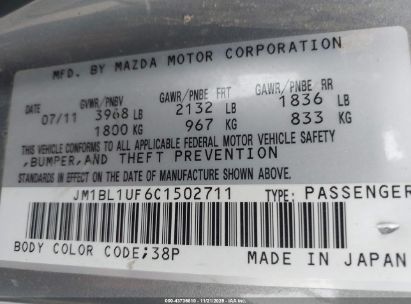 MFD. BY MAZDA MOTOR CORPORATION
DATE GVWR/PNBV GAWR/PNBE FRT GAWR/PNBE RR
07/11 3968 LB 2132 LB 1836 LB
1800 KG 967 KG 833 KG
THIS VEHICLE CONFORMS TO ALL APPLICABLE FEDERAL MOTOR VEHICLE SAFETY
,BUMPER,AND THEFT PREVENTION
STANDARDS IN EFFECT ON THE DATE OF MANUFACTURE SHOWN ABOVE.
JM1BL1UF6C1502711 TYPE: PASSENGER
BODY COLOR CODE;38P MADE IN JAPAN